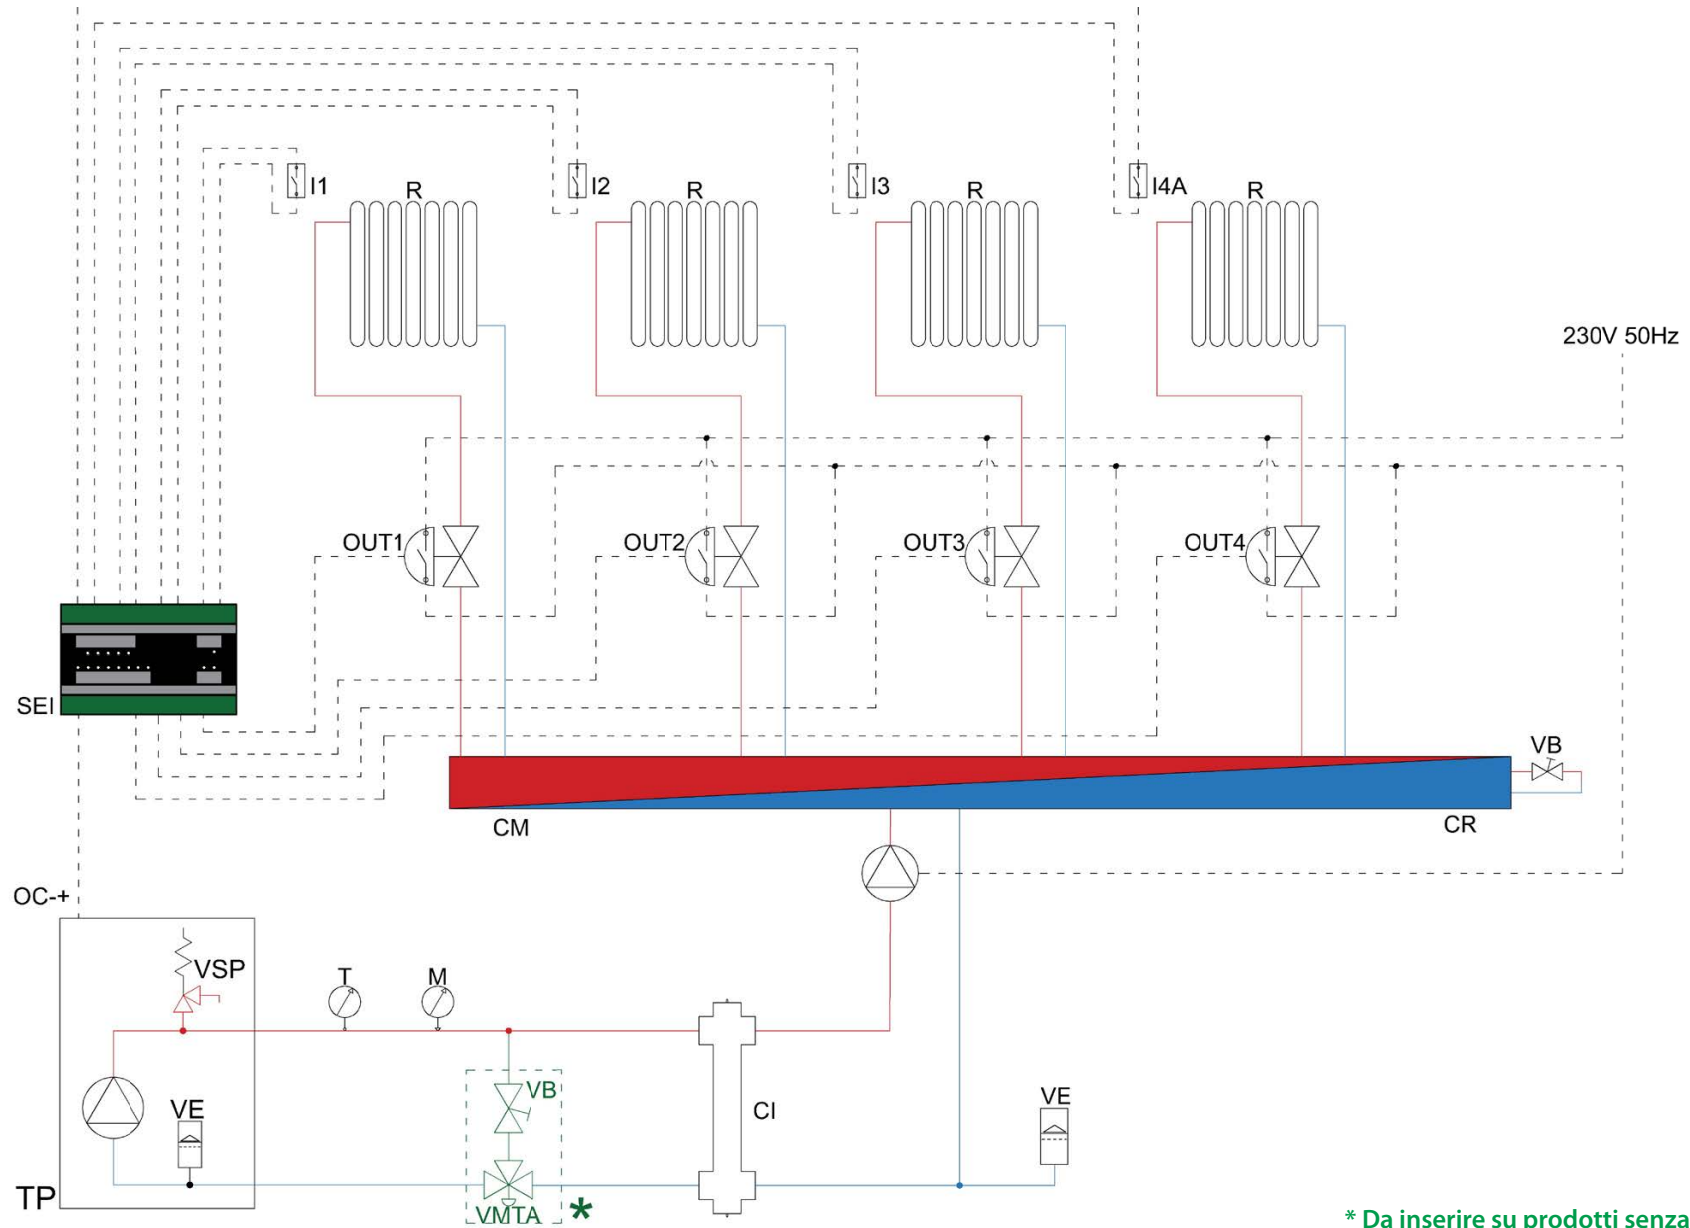 I1
R
I2
R
I3
R
I4A
R
230V 50Hz
OUT1
OUT2
OUT3
OUT4
SEI
VB
CM
CR
OC-+
VSP
T
M
VE
VB
CI
VE
TP
VMTA
*
* Da inserire su prodotti senza